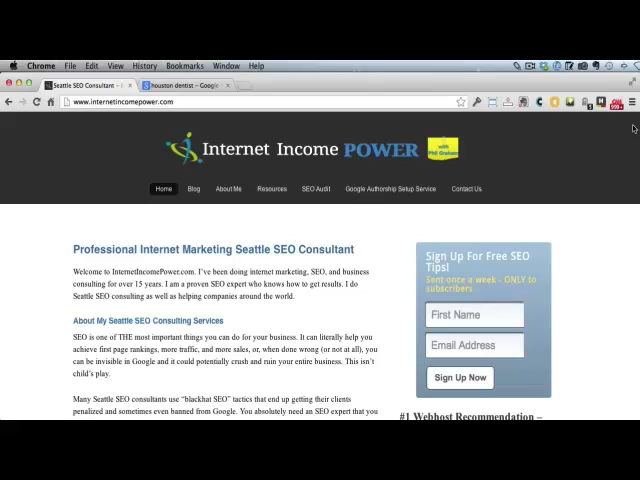 Chrome File Edit View History Bookmarks Window Help
Seattle SEO Consultant – I
houston dentist – Google
www.internetincomepower.com
Internet Income POWER
with
Phil Graham
Home Blog About Me Resources SEO Audit Google Authorship Setup Service Contact Us
Professional Internet Marketing Seattle SEO Consultant
Welcome to InternetIncomePower.com. I've been doing internet marketing, SEO, and business
consulting for over 15 years. I am a proven SEO expert who knows how to get results. I do
Seattle SEO consulting as well as helping companies around the world.
About My Seattle SEO Consulting Services
SEO is one of THE most important things you can do for your business. It can literally help you
achieve first page rankings, more traffic, and more sales, or, when done wrong (or not at all), you
can be invisible in Google and it could potentially crush and ruin your entire business. This isn't
child's play.
Many Seattle SEO consultants use "blackhat SEO" tactics that end up getting their clients
penalized and sometimes even banned from Google. You absolutely need an SEO expert that you
Sign Up For Free SEO
Tips!
Sent once a week - ONLY to
subscribers
First Name
Email Address
Sign Up Now
#1 Webhost Recommendation –